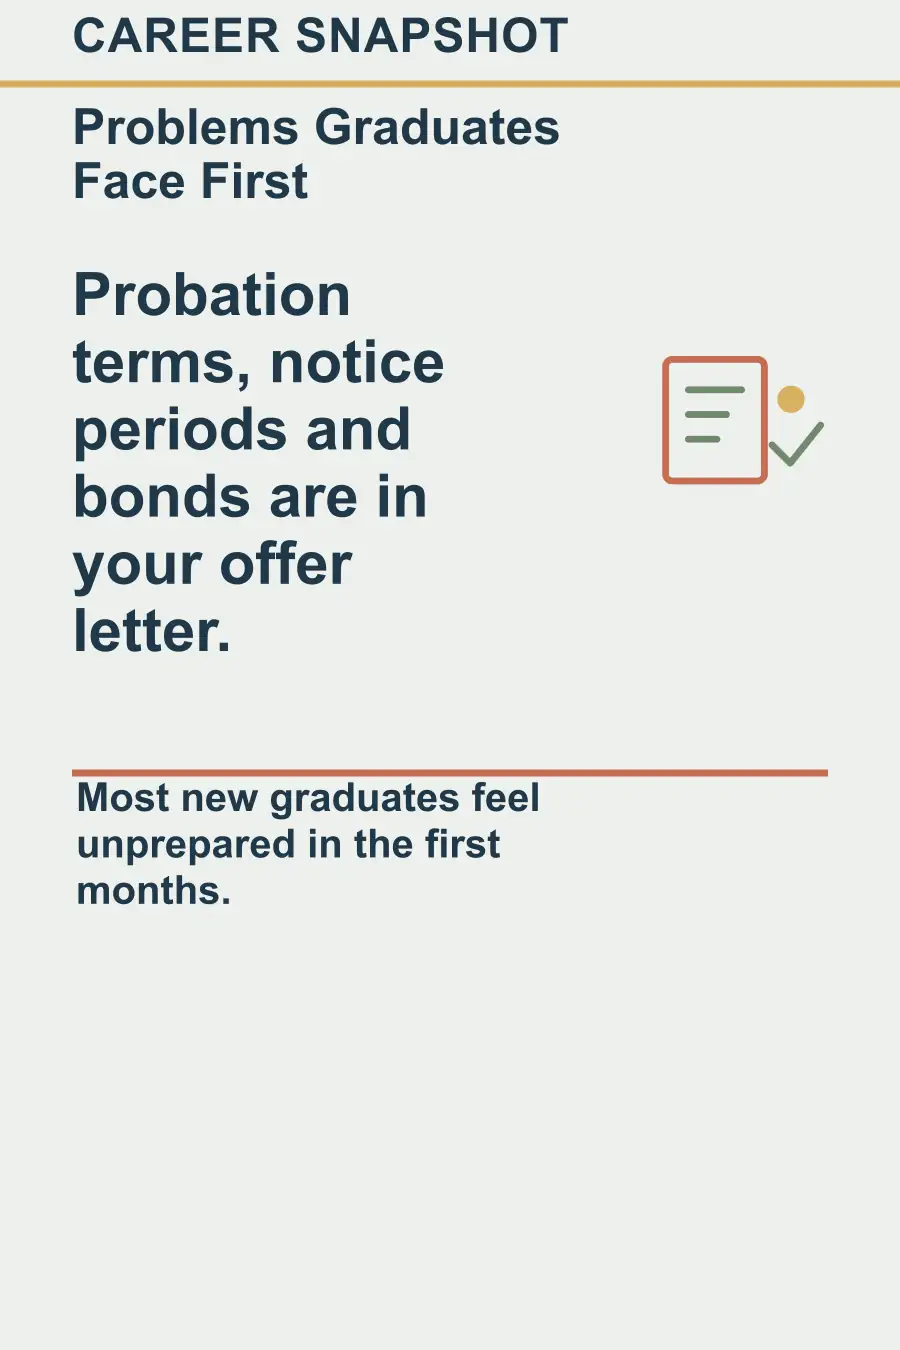 CAREER SNAPSHOT
Problems Graduates
Face First
Probation
terms, notice
periods and
bonds are in
your offer
letter.
Most new graduates feel
unprepared in the first
months.